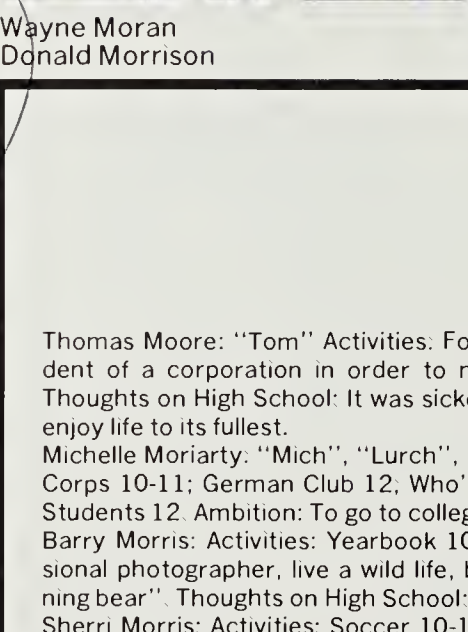 Wayne Moran
Donald Morrison
Thomas Moore: “Tom” Activities: Fo
dent of a corporation in order to
Thoughts on High School: It was sick
enjoy life to its fullest.
Michelle Moriarty: “Mich”, “Lurch”,
Corps 10-11; German Club 12; Who'
Students 12. Ambition: To go to colleg
Barry Morris: Activities: Yearbook 10
sional photographer, live a wild life,
ning bear”. Thoughts on High School:
Sherri Morris: Activities: Soccer 10-1